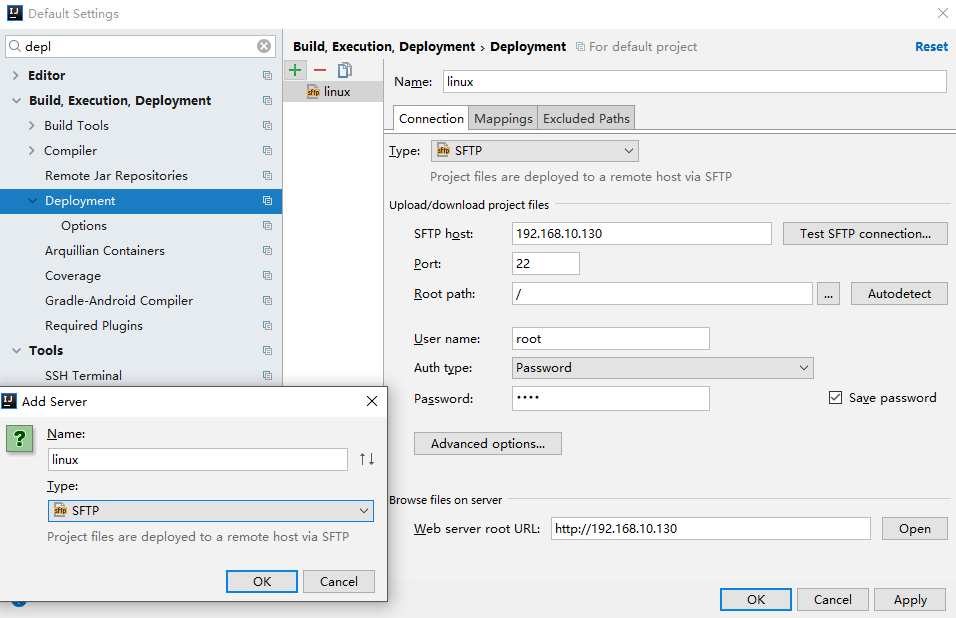 Default Settings
depl
Editor
Build, Execution, Deployment
Build Tools
Compiler
Remote Jar Repositories
Deployment
Options
Arquillian Containers
Coverage
Gradle-Android Compiler
Required Plugins
Tools
SSH Terminal
Build, Execution, Deployment › Deployment For default project Reset
linux
Name: linux
Connection Mappings Excluded Paths
Type: SFTP
Project files are deployed to a remote host via SFTP
Upload/download project files
SFTP host: 192.168.10.130 Test SFTP connection...
Port: 22
Root path: / ... Autodetect
User name: root
Auth type: Password
Password: •••• Save password
Advanced options...
Browse files on server
Web server root URL: http://192.168.10.130 Open
OK Cancel Apply
Add Server
Name:
linux
Type:
SFTP
Project files are deployed to a remote host via SFTP
OK Cancel